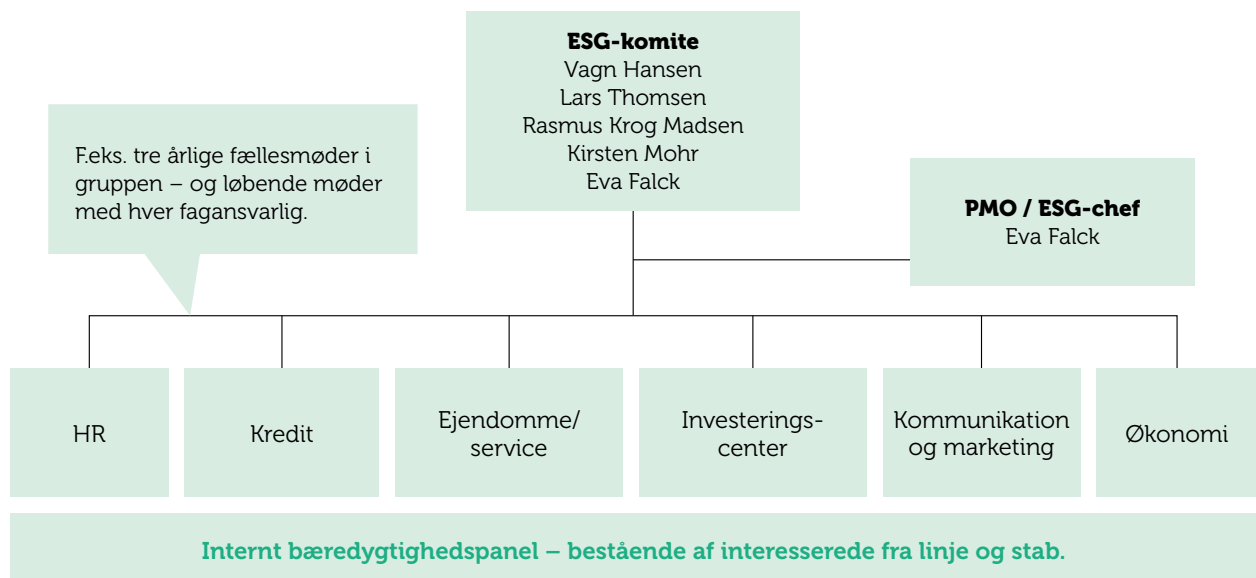 ESG-komite
Vagn Hansen
Lars Thomsen
Rasmus Krog Madsen
Kirsten Mohr
Eva Falck
F.eks. tre årlige fællesmøder i
gruppen – og løbende møder
med hver fagansvarlig.
PMO / ESG-chef
Eva Falck
HR
Kredit
Ejendomme/
service
Investerings-
center
Kommunikation
og marketing
Økonomi
Internt bæredygtighedspanel – bestående af interesserede fra linje og stab.